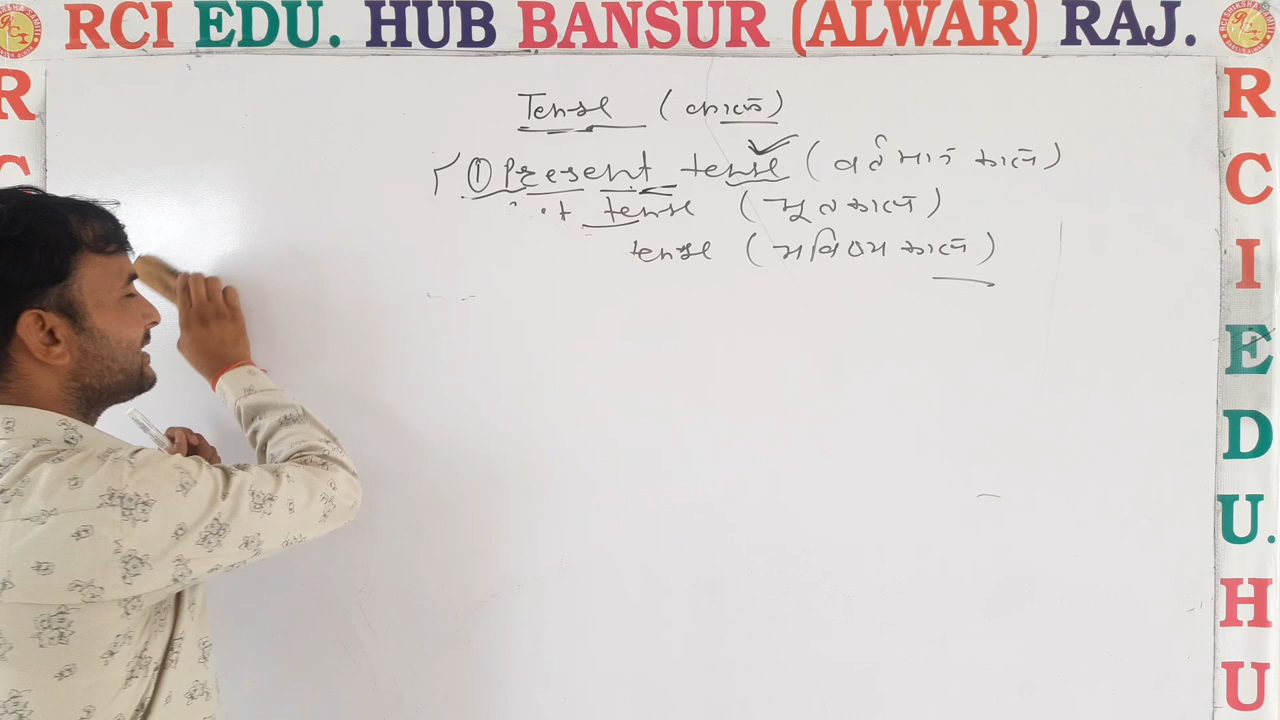 RCI EDU. HUB BANSUR (ALWAR) RAJ.
Tense (काल)
① Present tense (वर्तमान काल)
t tense (भूतकाल)
tense (भविष्य काल)
R
C
R
C
I
E
D
U.
H
U